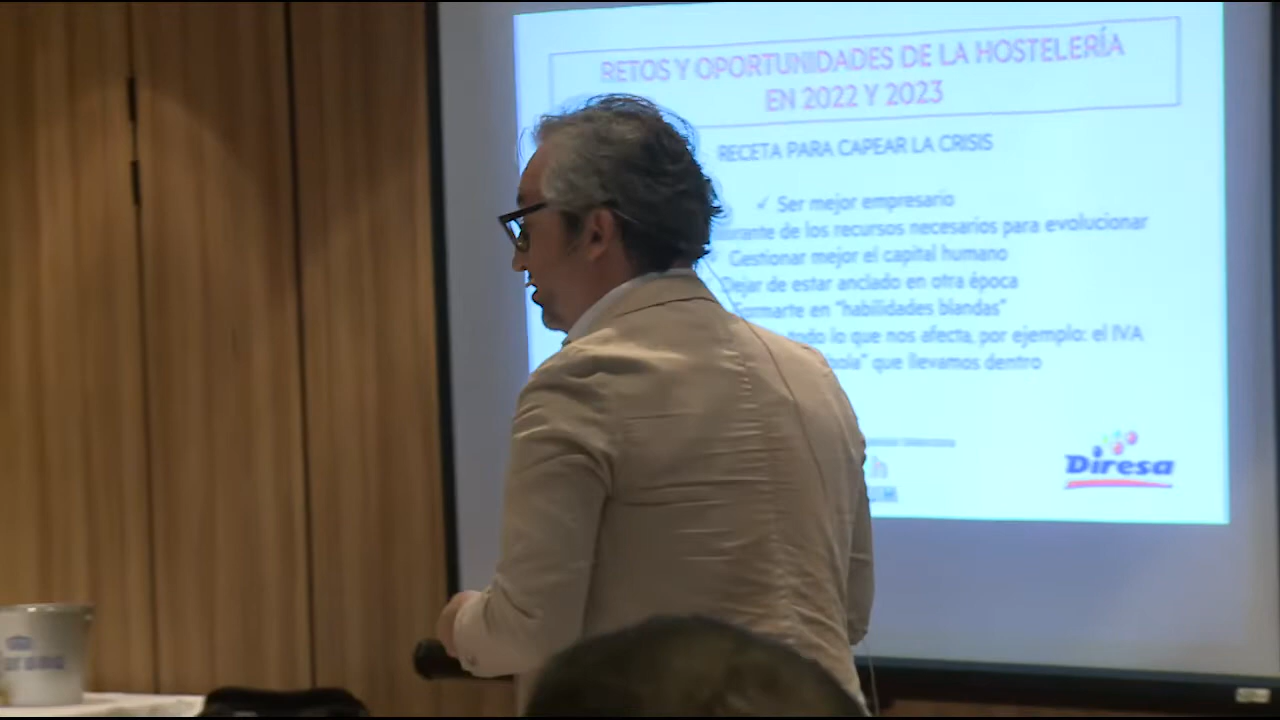 RETOS Y OPORTUNIDADES DE LA HOSTELERÍA
EN 2022 Y 2023
RECETA PARA CAPEAR LA CRISIS
✓ Ser mejor empresario
de los recursos necesarios para evolucionar
Gestionar mejor el capital humano
Dejar de estar anclado en otra época
en "habilidades blandas"
todo lo que nos afecta, por ejemplo: el IVA
que llevamos dentro
Diresa